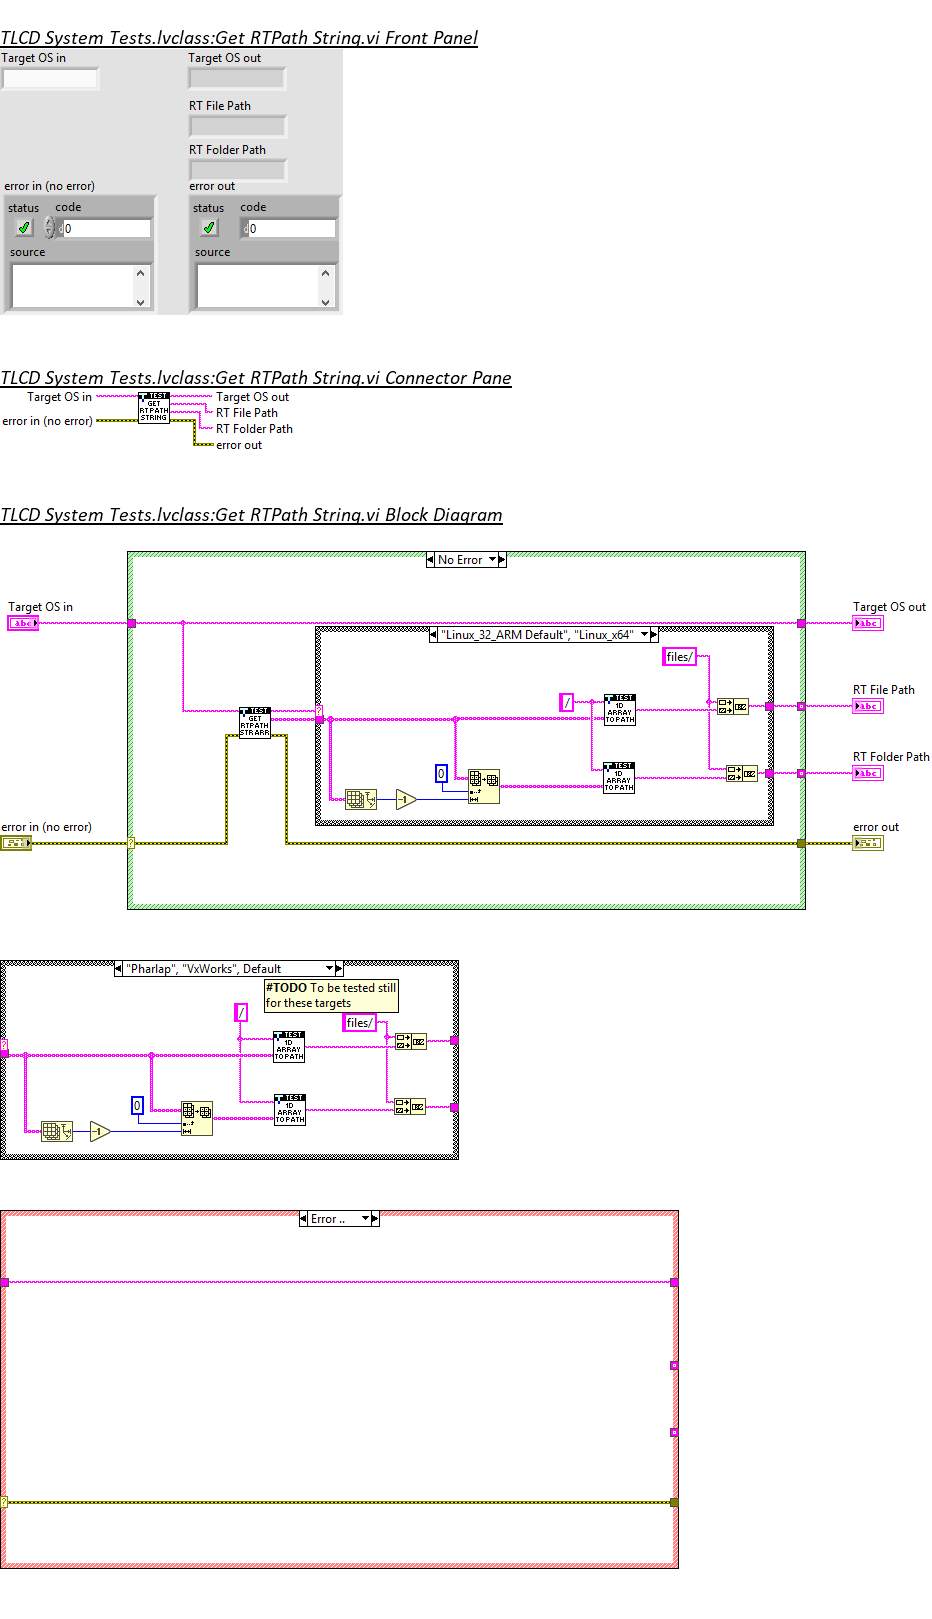 TLCD System Tests.lvclass:Get RTPath String.vi Front Panel
Target OS in
Target OS out
RT File Path
RT Folder Path
error in (no error)
error out
status code
status code
0
0
source
source
TLCD System Tests.lvclass:Get RTPath String.vi Connector Pane
Target OS in
error in (no error)
TEST
GET
RTPATH
STRING
Target OS out
RT File Path
RT Folder Path
error out
TLCD System Tests.lvclass:Get RTPath String.vi Block Diagram
No Error
Target OS in
abc
Target OS out
abc
"Linux_32_ARM Default", "Linux_x64"
files/
/
TEST
1D
ARRAY
TO PATH
RT File Path
abc
TEST
GET
RTPATH
STR ARR
?
0
-1
TEST
1D
ARRAY
TO PATH
RT Folder Path
abc
error in (no error)
?
error out
"Pharlap", "VxWorks", Default
#TODO To be tested still
for these targets
/
files/
?
TEST
1D
ARRAY
TO PATH
0
-1
TEST
1D
ARRAY
TO PATH
Error ..
?